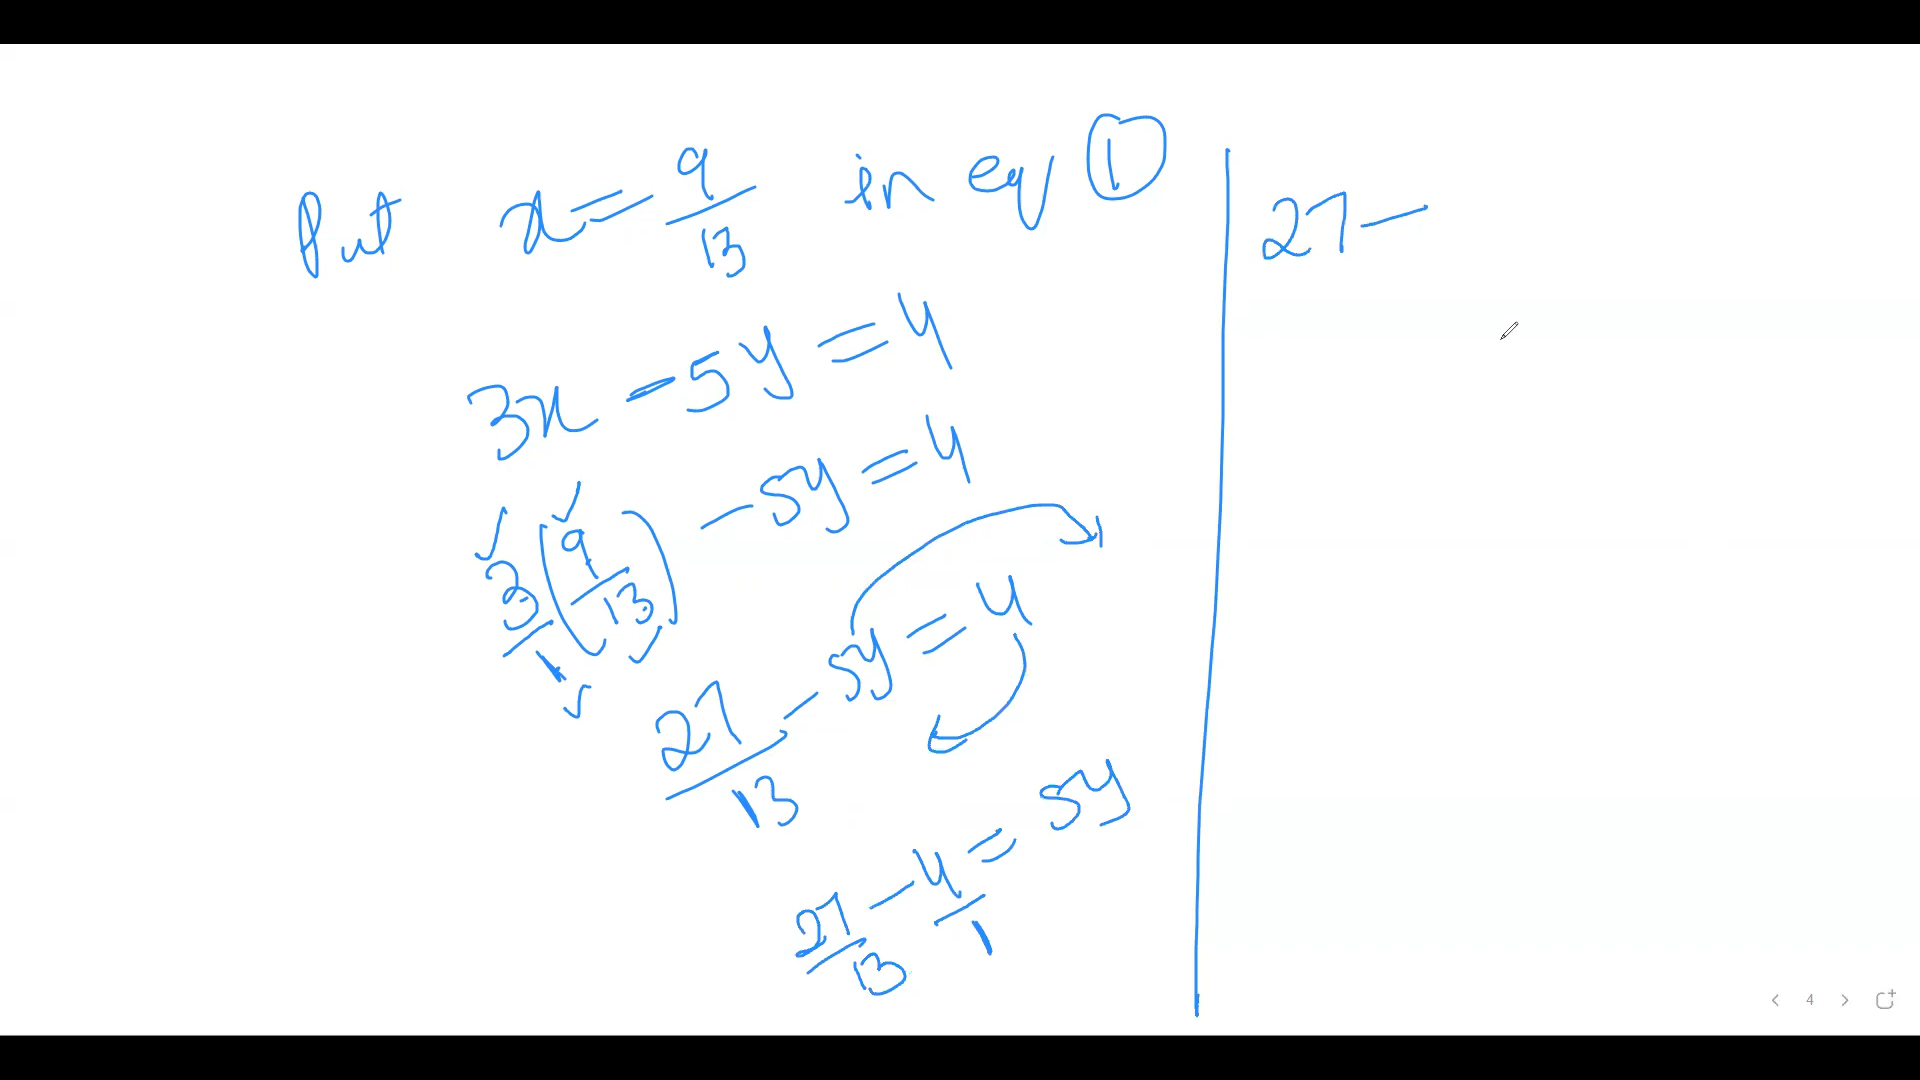 Put x = 9/13 in eq ①
3x - 5y = 4
3/1 (9/13) - 5y = 4
27/13 - 5y = 4
27/13 - 4/1 = 5y
27 -
4